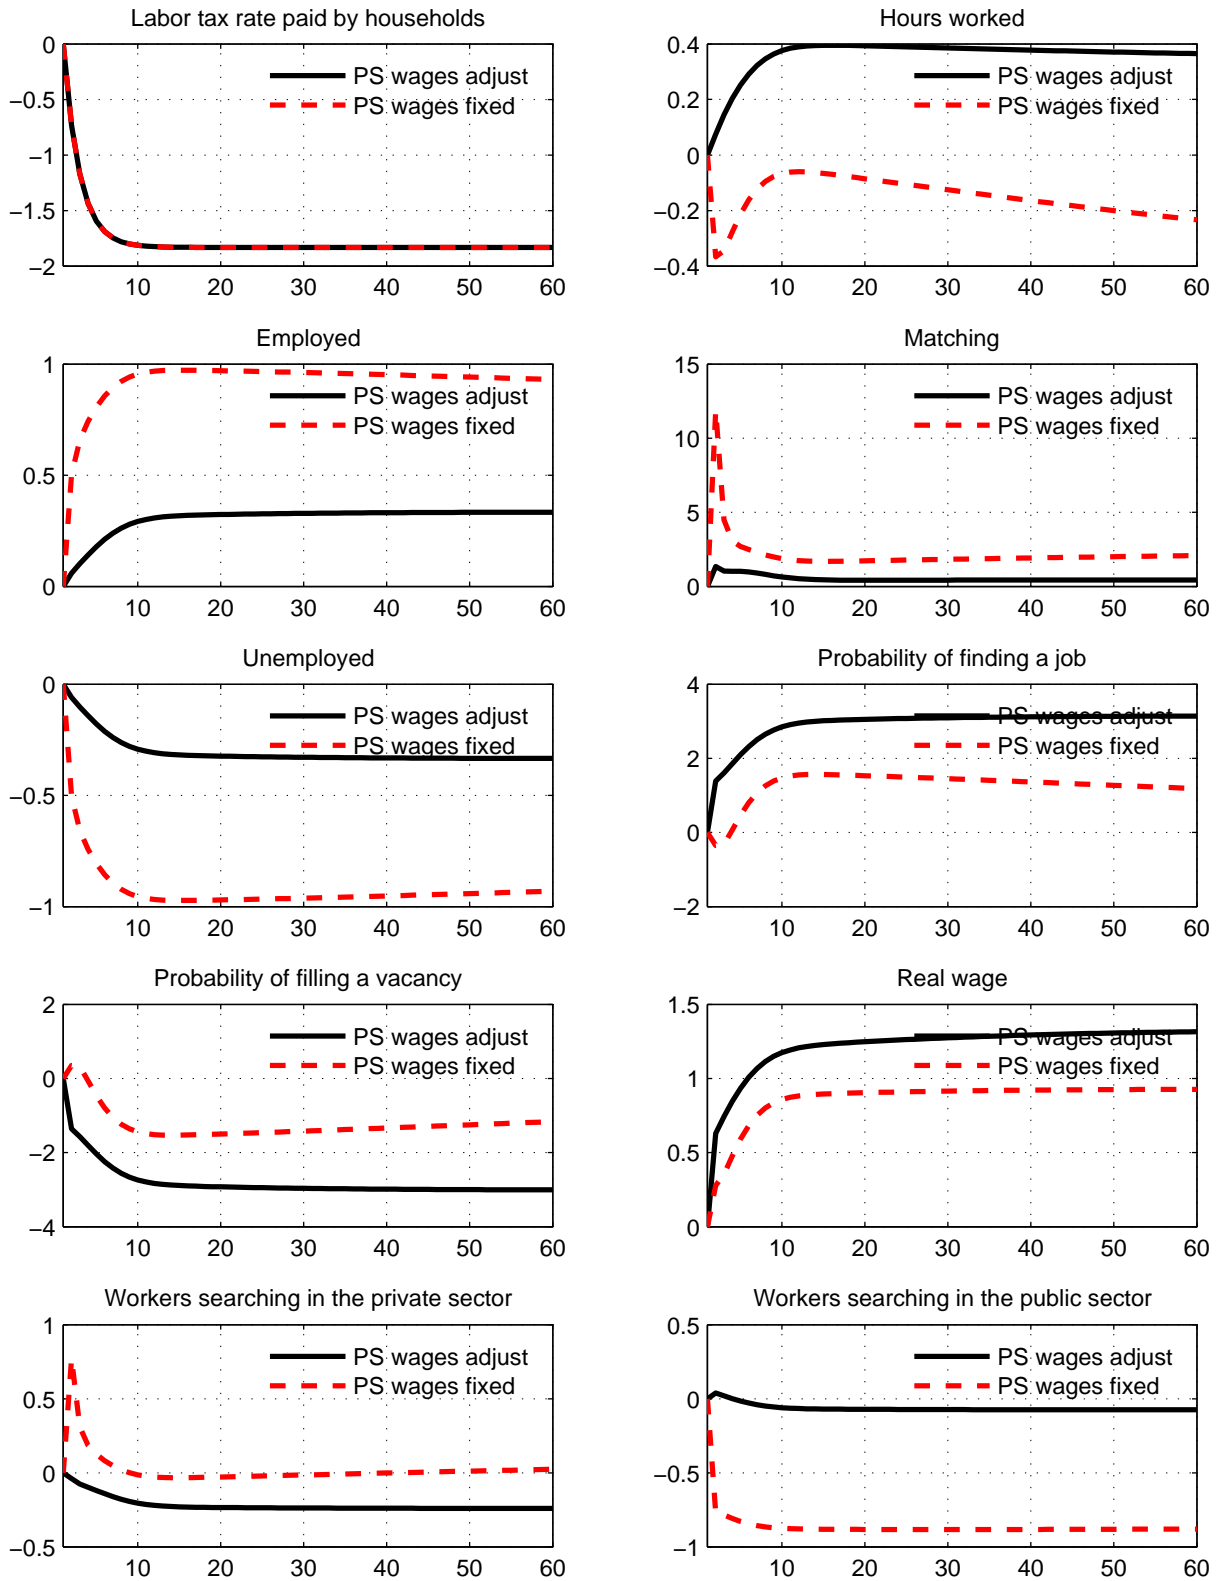 Labor tax rate paid by households
0
−0.5
−1
−1.5
−2
10 20 30 40 50 60
PS wages adjust
PS wages fixed
Hours worked
0.4
0.2
0
−0.2
−0.4
10 20 30 40 50 60
PS wages adjust
PS wages fixed
Employed
1
0.5
0
10 20 30 40 50 60
PS wages adjust
PS wages fixed
Matching
15
10
5
0
10 20 30 40 50 60
PS wages adjust
PS wages fixed
Unemployed
0
−0.5
−1
10 20 30 40 50 60
PS wages adjust
PS wages fixed
Probability of finding a job
4
2
0
−2
10 20 30 40 50 60
PS wages adjust
PS wages fixed
Probability of filling a vacancy
2
0
−2
−4
10 20 30 40 50 60
PS wages adjust
PS wages fixed
Real wage
1.5
1
0.5
0
10 20 30 40 50 60
PS wages adjust
PS wages fixed
Workers searching in the private sector
1
0.5
0
−0.5
10 20 30 40 50 60
PS wages adjust
PS wages fixed
Workers searching in the public sector
0.5
0
−0.5
−1
10 20 30 40 50 60
PS wages adjust
PS wages fixed